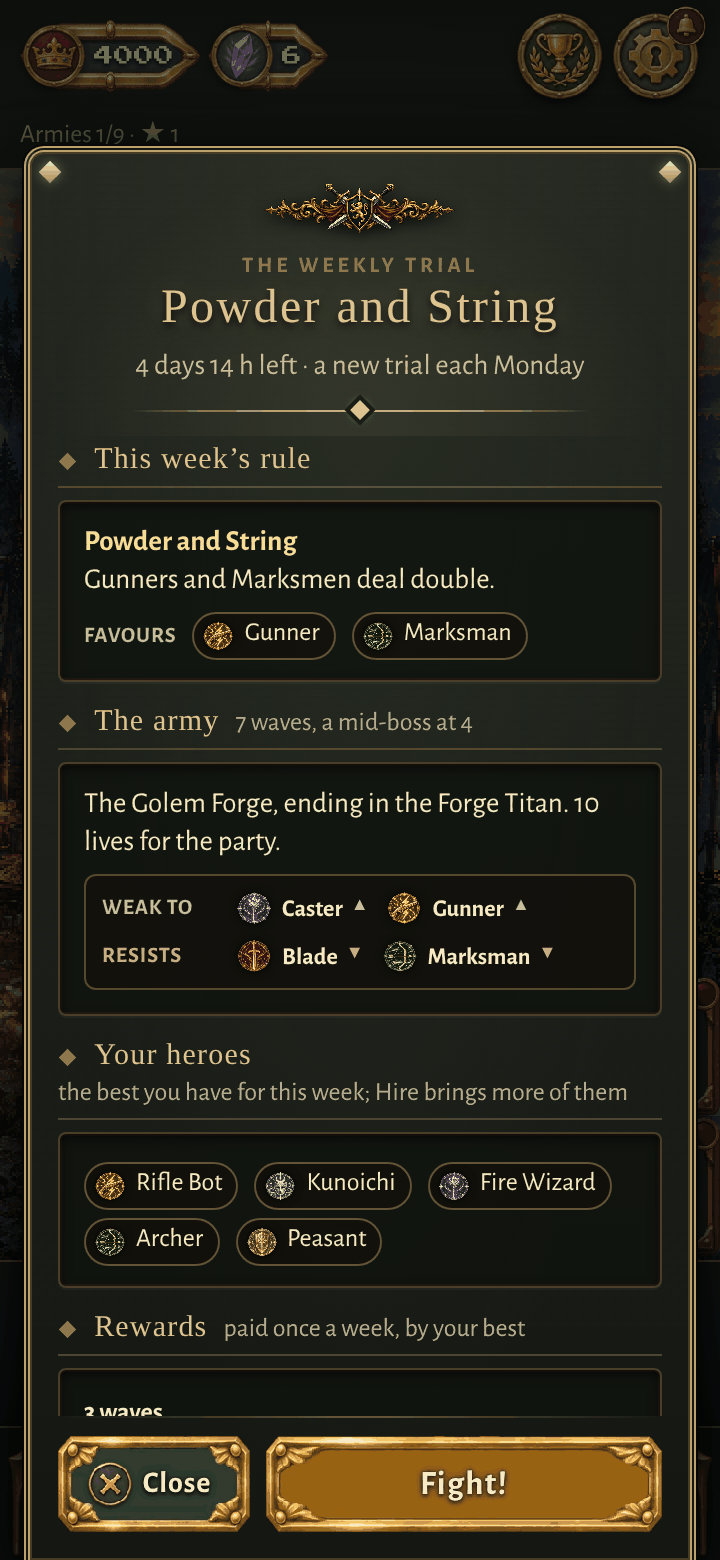 4000
6
Armies 1/9 · ★ 1
THE WEEKLY TRIAL
Powder and String
4 days 14 h left · a new trial each Monday
This week's rule
Powder and String
Gunners and Marksmen deal double.
FAVOURS Gunner Marksman
The army 7 waves, a mid-boss at 4
The Golem Forge, ending in the Forge Titan. 10
lives for the party.
WEAK TO Caster ▲ Gunner ▲
RESISTS Blade ▼ Marksman ▼
Your heroes
the best you have for this week; Hire brings more of them
Rifle Bot Kunoichi Fire Wizard
Archer Peasant
Rewards paid once a week, by your best
3 waves
Close Fight!